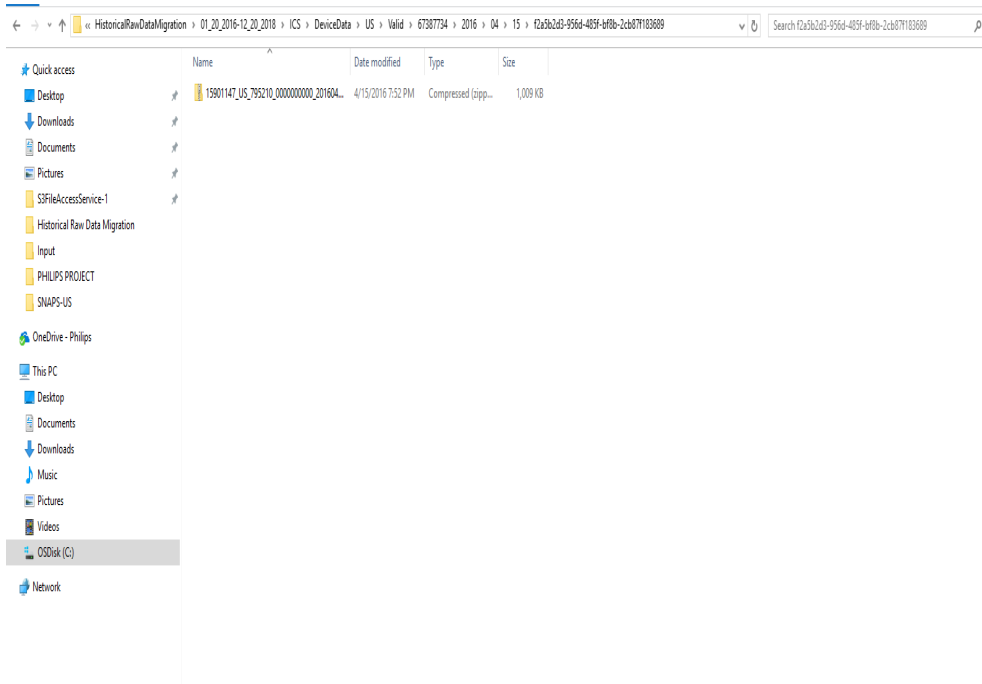 « HistoricalRawDataMigration › 01_20_2016-12_20_2018 › ICS › DeviceData › US › Valid › 67387734 › 2016 › 04 › 15 › f2a5b2d3-956d-485f-bf8b-2cb87f183689
Search f2a5b2d3-956d-485f-bf8b-2cb87f183689
Name Date modified Type Size
15901147_US_795210_0000000000_201604... 4/15/2016 7:52 PM Compressed (zipp... 1,009 KB
Quick access
Desktop
Downloads
Documents
Pictures
S3FileAccessService-1
Historical Raw Data Migration
Input
PHILIPS PROJECT
SNAPS-US
OneDrive - Philips
This PC
Desktop
Documents
Downloads
Music
Pictures
Videos
OSDisk (C:)
Network